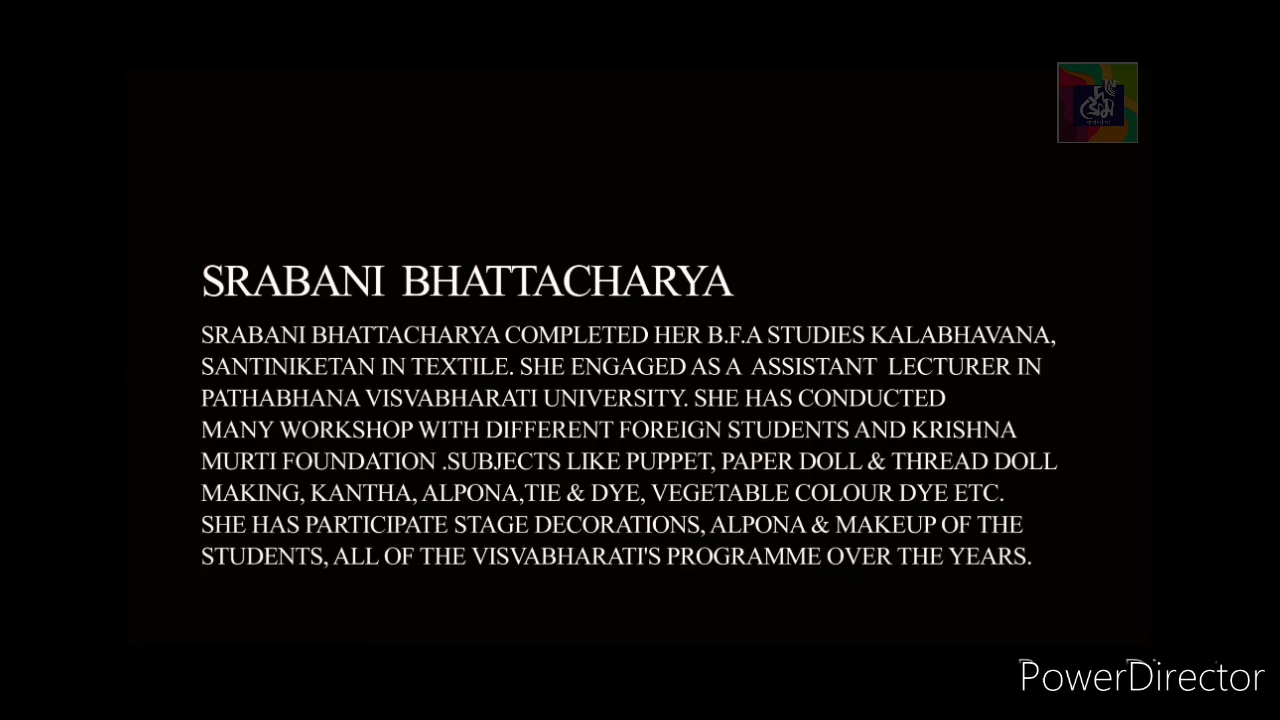 SRABANI BHATTACHARYA
SRABANI BHATTACHARYA COMPLETED HER B.F.A STUDIES KALABHAVANA,
SANTINIKETAN IN TEXTILE. SHE ENGAGED AS A ASSISTANT LECTURER IN
PATHABHANA VISVABHARATI UNIVERSITY. SHE HAS CONDUCTED
MANY WORKSHOP WITH DIFFERENT FOREIGN STUDENTS AND KRISHNA
MURTI FOUNDATION .SUBJECTS LIKE PUPPET, PAPER DOLL & THREAD DOLL
MAKING, KANTHA, ALPONA,TIE & DYE, VEGETABLE COLOUR DYE ETC.
SHE HAS PARTICIPATE STAGE DECORATIONS, ALPONA & MAKEUP OF THE
STUDENTS, ALL OF THE VISVABHARATI'S PROGRAMME OVER THE YEARS.
PowerDirector